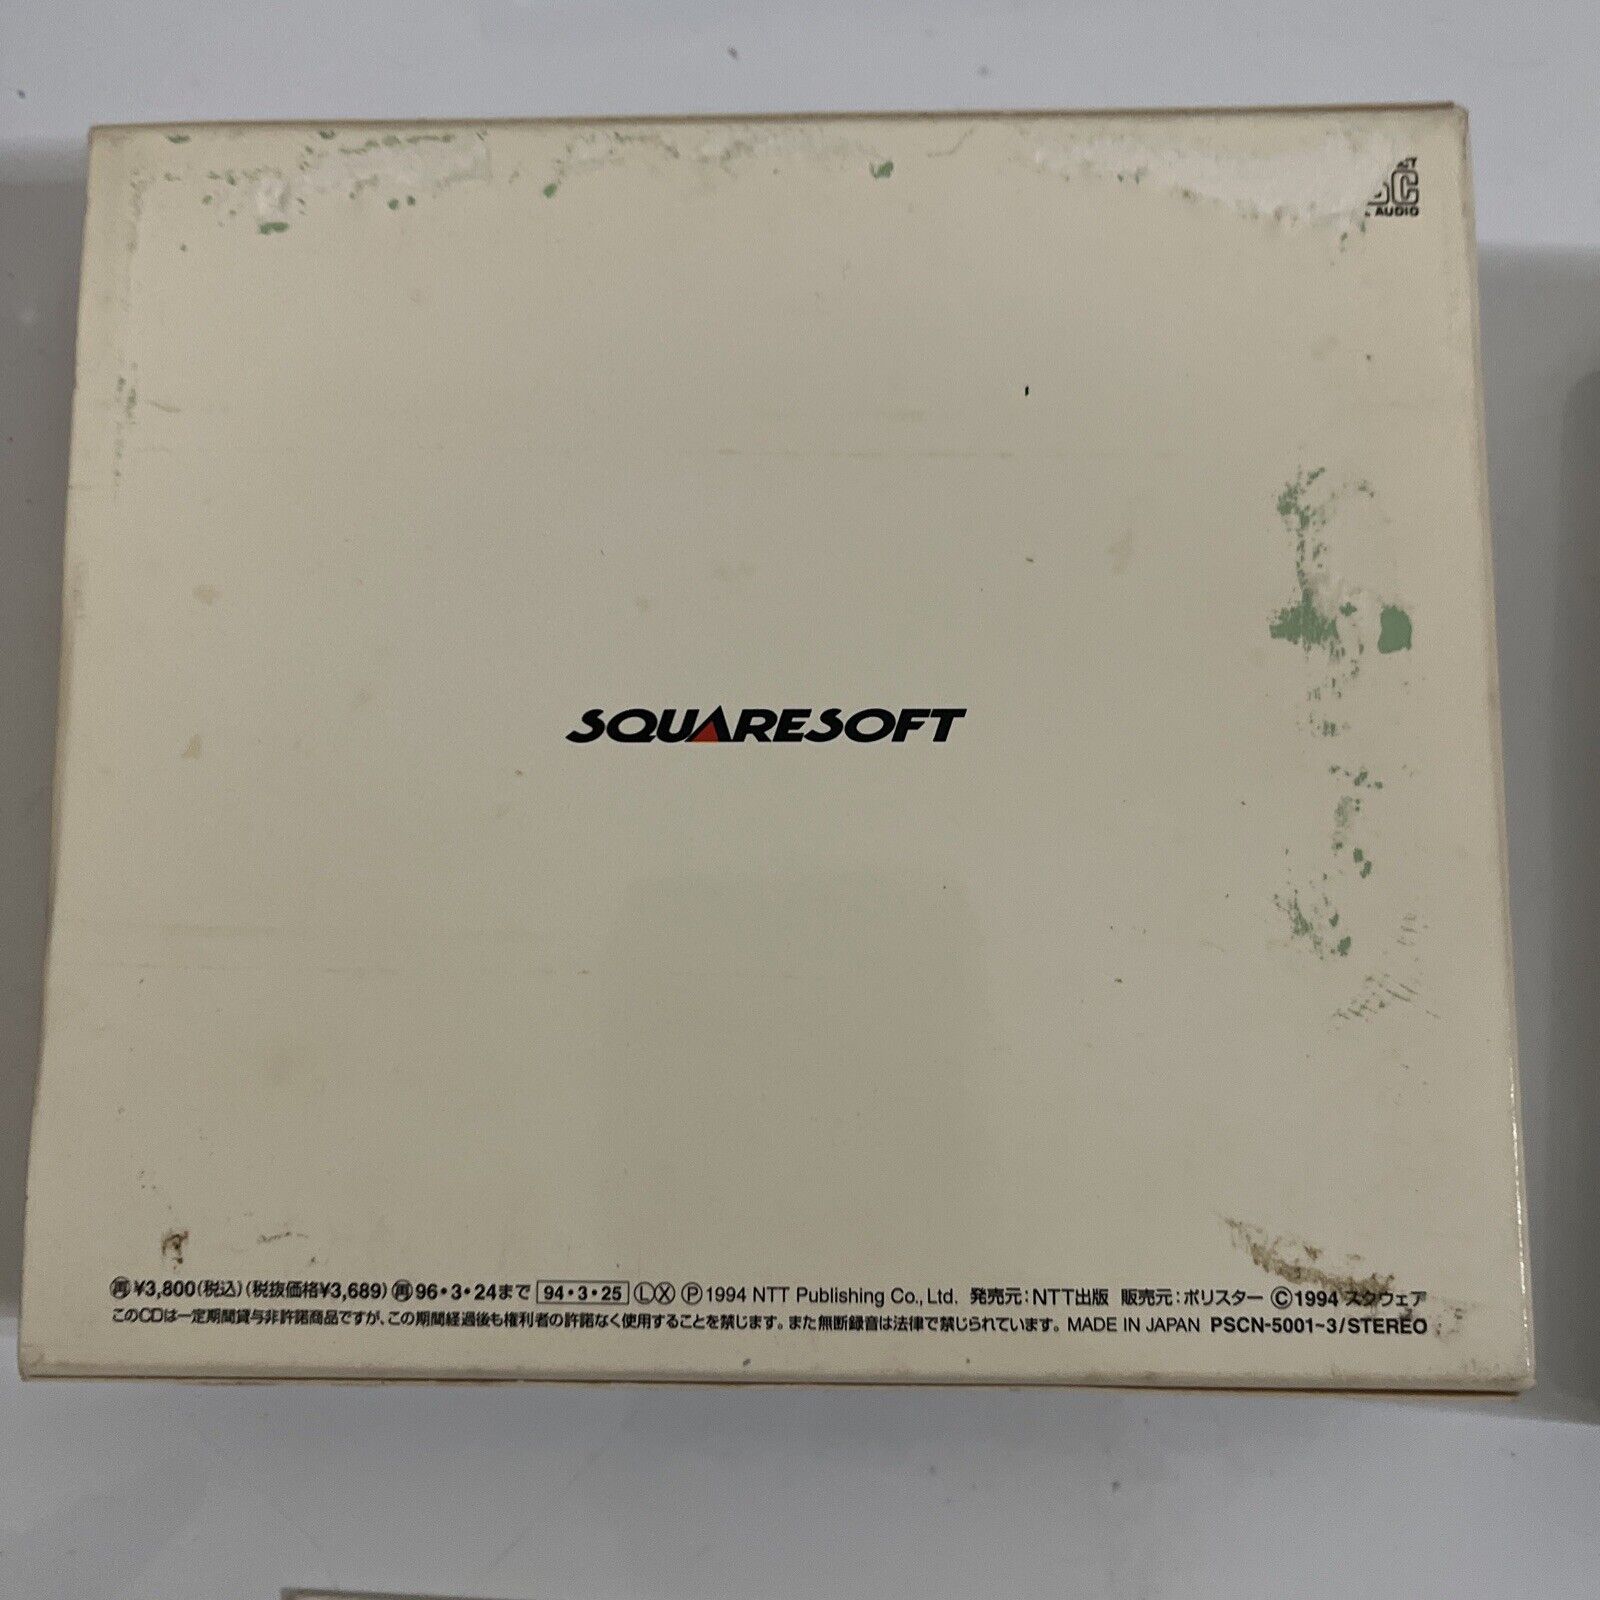 AUDIO
SQUARESOFT
再 ¥3,800(税込)(税抜価格¥3,689) 再 96・3・24まで 94・3・25 Ⓛ Ⓧ Ⓟ 1994 NTT Publishing Co., Ltd. 発売元:NTT出版 販売元:ポリスター ©1994 スクウェア
このCDは一定期間貸与非許諾商品ですが、この期間経過後も権利者の許諾なく使用することを禁じます。また無断録音は法律で禁じられています。 MADE IN JAPAN PSCN-5001~3/STEREO